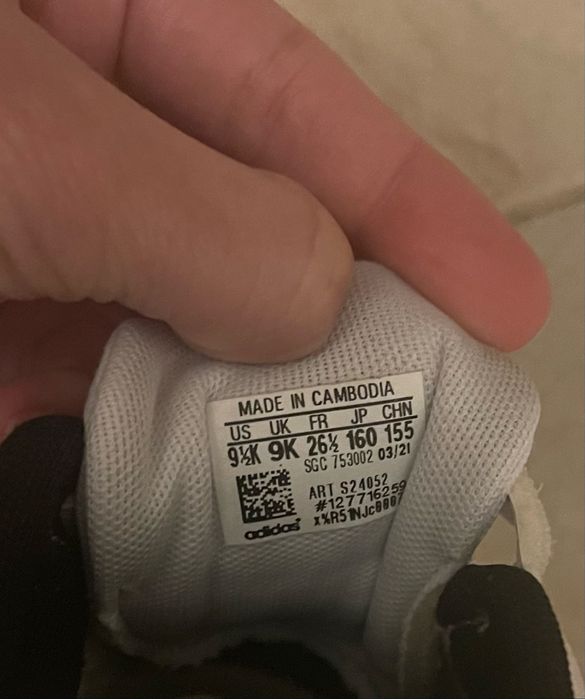 MADE IN CAMBODIA
US UK FR JP CHN
9½K 9K 26½ 160 155
SGC 753002 03/21
ART S24052
#127716259
adidas